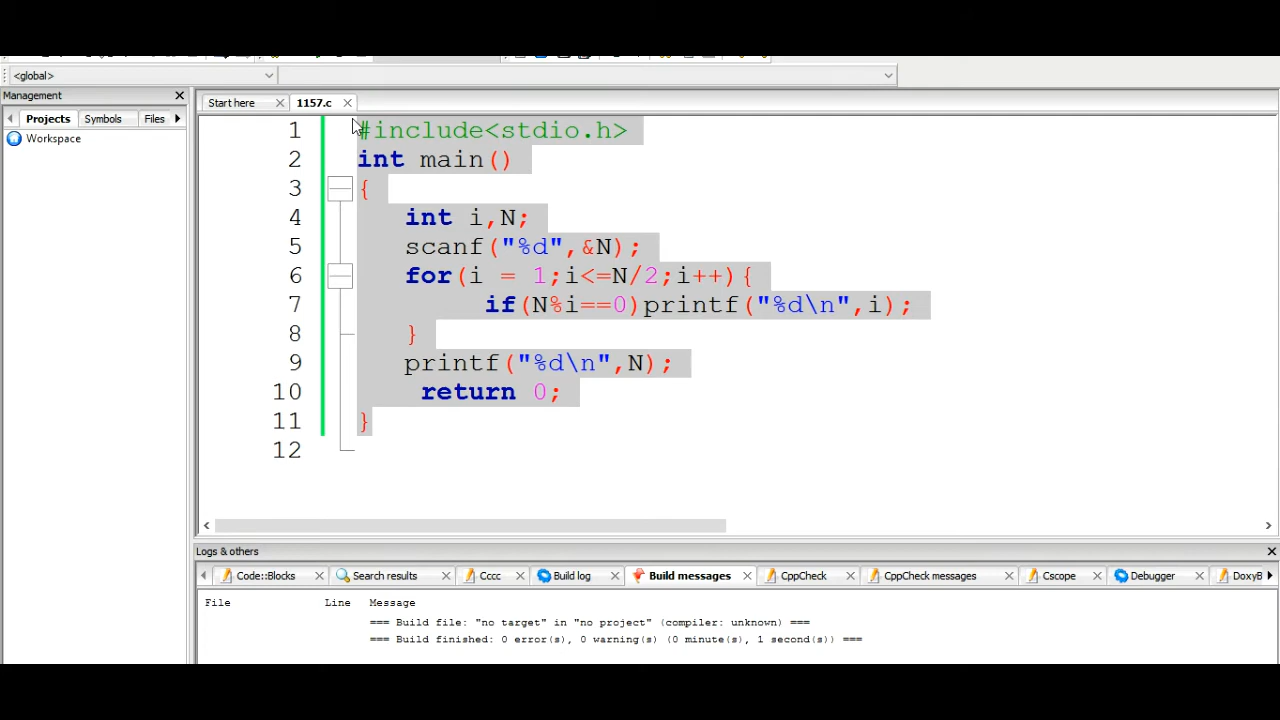 <global>
Management
Start here 1157.c
Projects Symbols Files
Workspace
1 #include<stdio.h>
2 int main()
3 {
4 int i,N;
5 scanf("%d",&N);
6 for(i = 1;i<=N/2;i++){
7 if(N%i==0)printf("%d\n",i);
8 }
9 printf("%d\n",N);
10 return 0;
11 }
12
Logs & others
Code::Blocks Search results Cccc Build log Build messages CppCheck CppCheck messages Cscope Debugger DoxyB
File Line Message
=== Build file: "no target" in "no project" (compiler: unknown) ===
=== Build finished: 0 error(s), 0 warning(s) (0 minute(s), 1 second(s)) ===